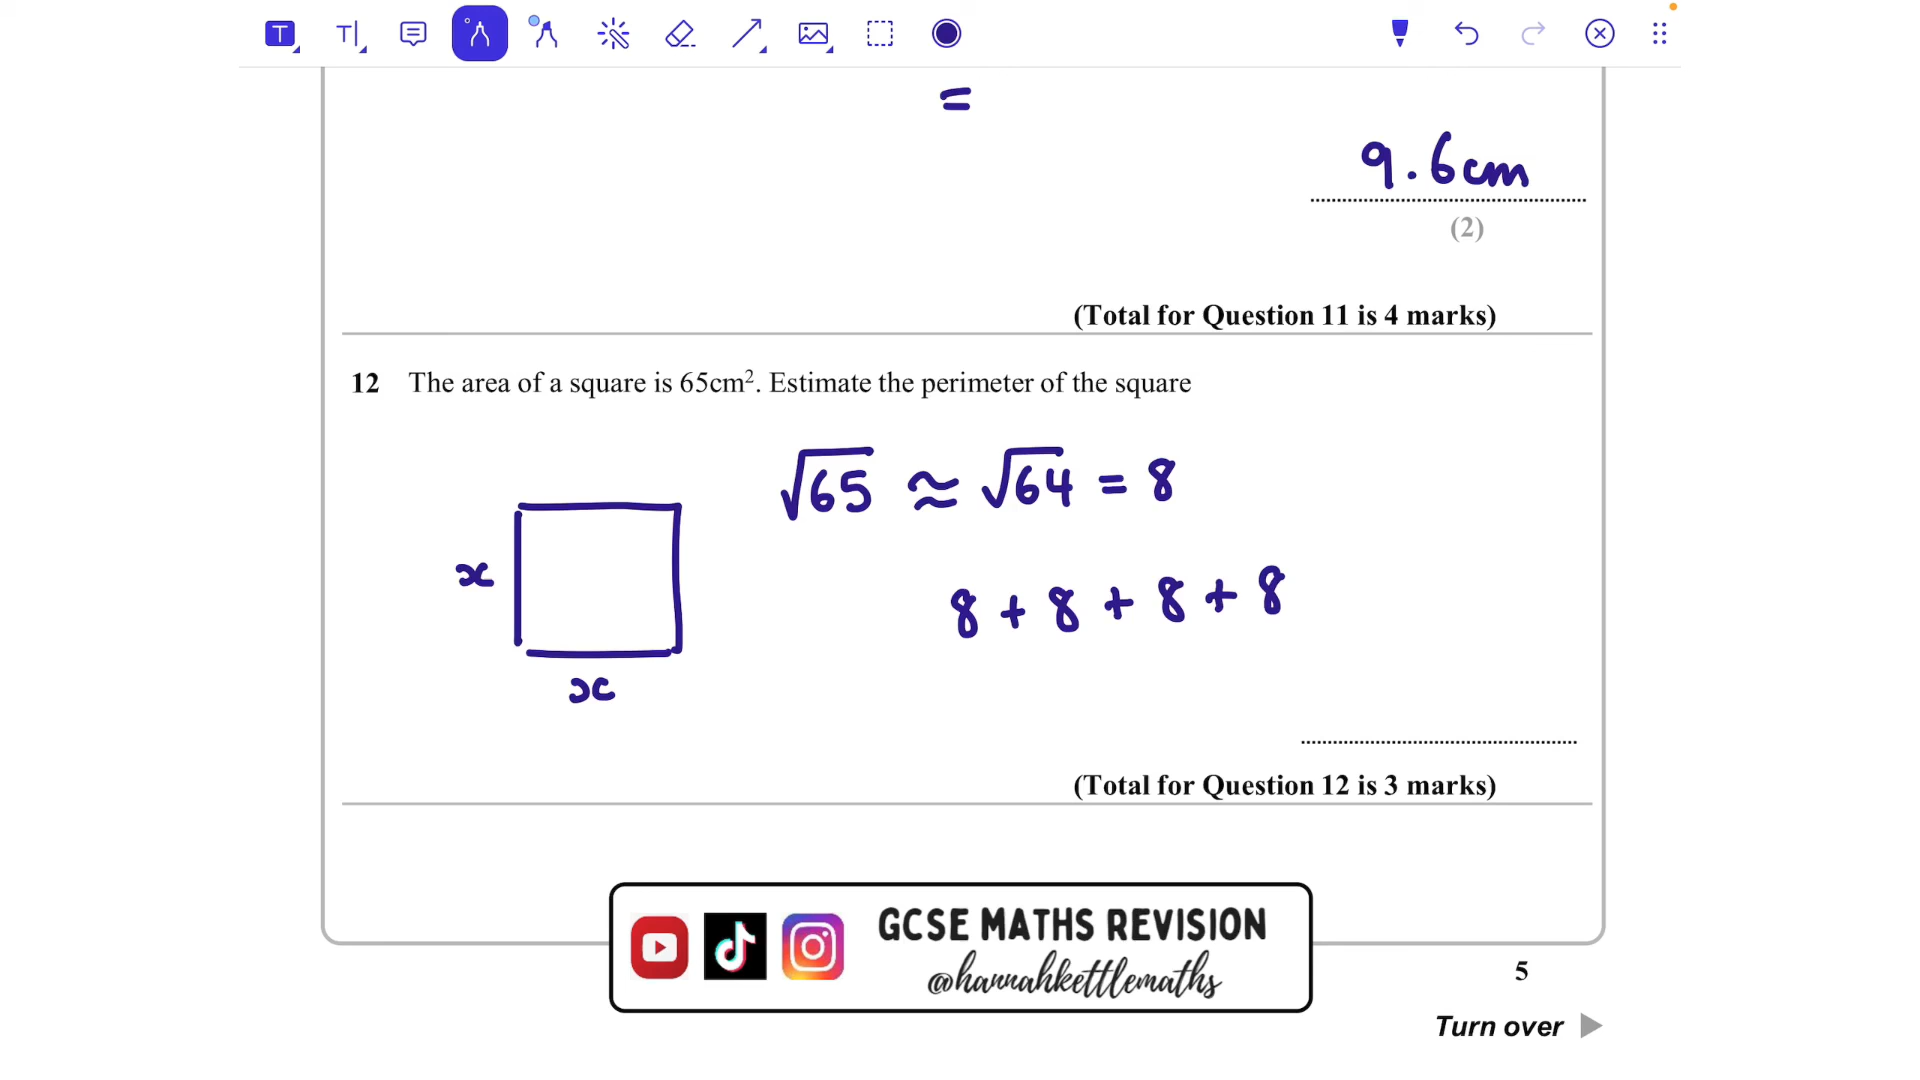 =
9.6cm
(2)
(Total for Question 11 is 4 marks)
12 The area of a square is 65cm². Estimate the perimeter of the square
√65 ≈ √64 = 8
x
8 + 8 + 8 + 8
x
(Total for Question 12 is 3 marks)
GCSE MATHS REVISION
@hannahkettlemaths
5
Turn over